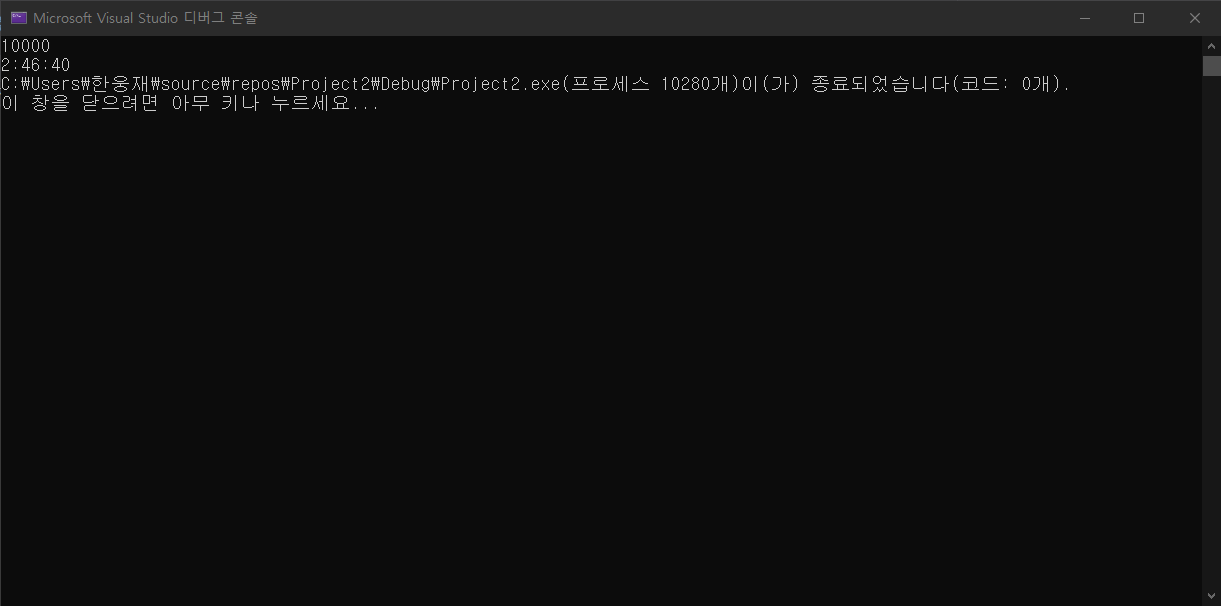 Microsoft Visual Studio 디버그 콘솔
10000
2:46:40
C:₩Users₩한웅재₩source₩repos₩Project2₩Debug₩Project2.exe(프로세스 10280개)이(가) 종료되었습니다(코드: 0개).
이 창을 닫으려면 아무 키나 누르세요...